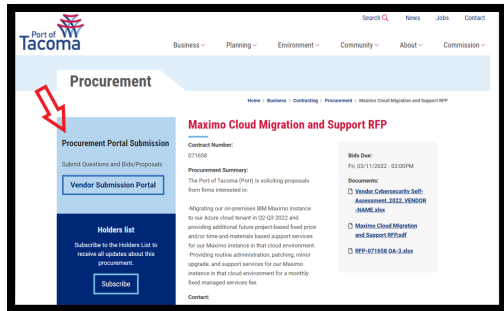 Search News Jobs Contact
Port of
Tacoma
Business Planning Environment Community About Commission
Procurement
Home > Business > Contracting > Procurement > Maximo Cloud Migration and Support RFP
Procurement Portal Submission
Submit Questions and Bids/Proposals
Vendor Submission Portal
Holders list
Subscribe to the Holders List to
receive all updates about this
procurement.
Subscribe
Maximo Cloud Migration and Support RFP
Contract Number:
071658
Procurement Summary:
The Port of Tacoma (Port) is soliciting proposals
from firms interested in:
-Migrating our on-premises IBM Maximo instance
to our Azure cloud tenant in Q2-Q3 2022 and
providing additional future project-based fixed price
and/or time-and-materials based support services
for our Maximo instance in that cloud environment.
-Providing routine administration, patching, minor
upgrade, and support services for our Maximo
instance in that cloud environment for a monthly
fixed managed services fee.
Contact:
Bids Due:
Fri, 03/11/2022 - 02:00PM
Documents:
Vendor Cybersecurity Self-
Assessment_2022_VENDOR
-NAME.xlsx
Maximo Cloud Migration
and Support RFP.pdf
RFP-071658 QA-3.xlsx